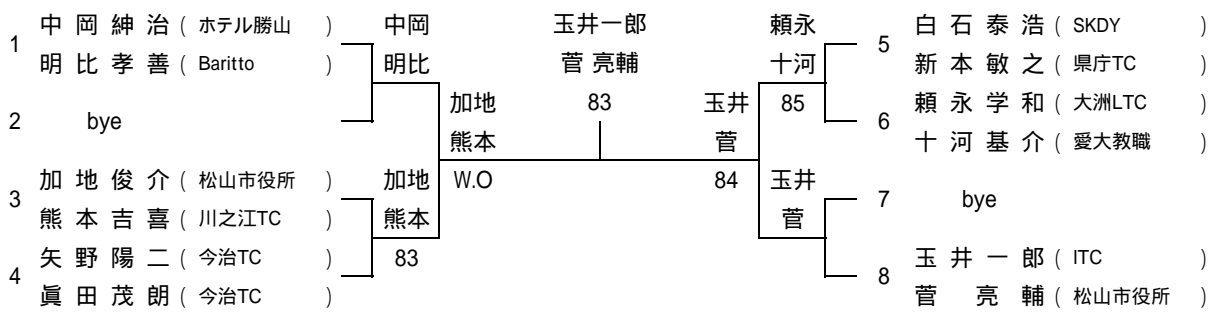 1 中 岡 紳 治 ( ホテル勝山 )
明 比 孝 善 ( Baritto )
2 bye
3 加 地 俊 介 ( 松山市役所 )
熊 本 吉 喜 ( 川之江TC )
4 矢 野 陽 二 ( 今治TC )
眞 田 茂 朗 ( 今治TC )
中岡
明比
加地
熊本
83
加地
熊本
W.O
玉井一郎
菅 亮輔
83
玉井
菅
84
頼永
十河
85
玉井
菅
5 白 石 泰 浩 ( SKDY )
新 本 敏 之 ( 県庁TC )
6 頼 永 学 和 ( 大洲LTC )
十 河 基 介 ( 愛大教職 )
7 bye
8 玉 井 一 郎 ( ITC )
菅 亮 輔 ( 松山市役所 )